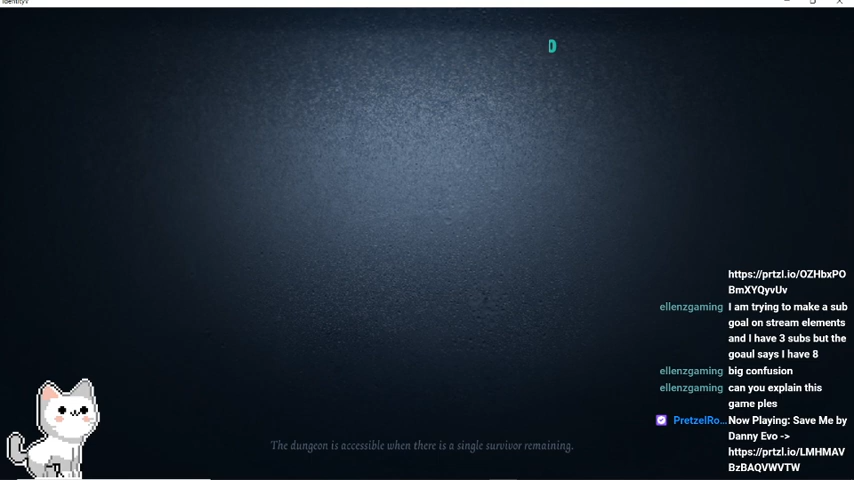 IdentityV
D
https://prtzl.io/OZHbxPO
BmXYQyvUv
ellenzgaming I am trying to make a sub
goal on stream elements
and I have 3 subs but the
goaul says I have 8
ellenzgaming big confusion
ellenzgaming can you explain this
game ples
PretzelRo... Now Playing: Save Me by
Danny Evo ->
https://prtzl.io/LMHMAV
BzBAQVWVTW
The dungeon is accessible when there is a single survivor remaining.